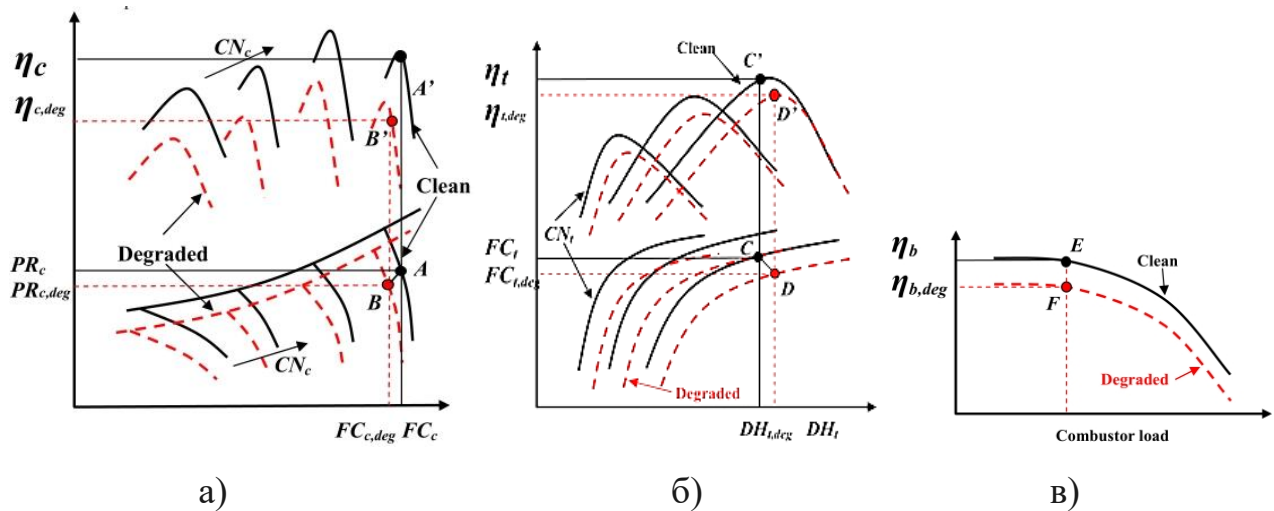 η_c
η_c,deg
CN_c
A'
B'
Clean
Degraded
PR_c
PR_c,deg
A
B
CN_c
FC_c,deg FC_c
а)
η_t
η_t,deg
Clean
C'
D'
CN_t
FC_t
FC_t,deg
C
D
Degraded
DH_t,deg DH_t
б)
η_b
η_b,deg
E
F
Clean
Degraded
Combustor load
в)